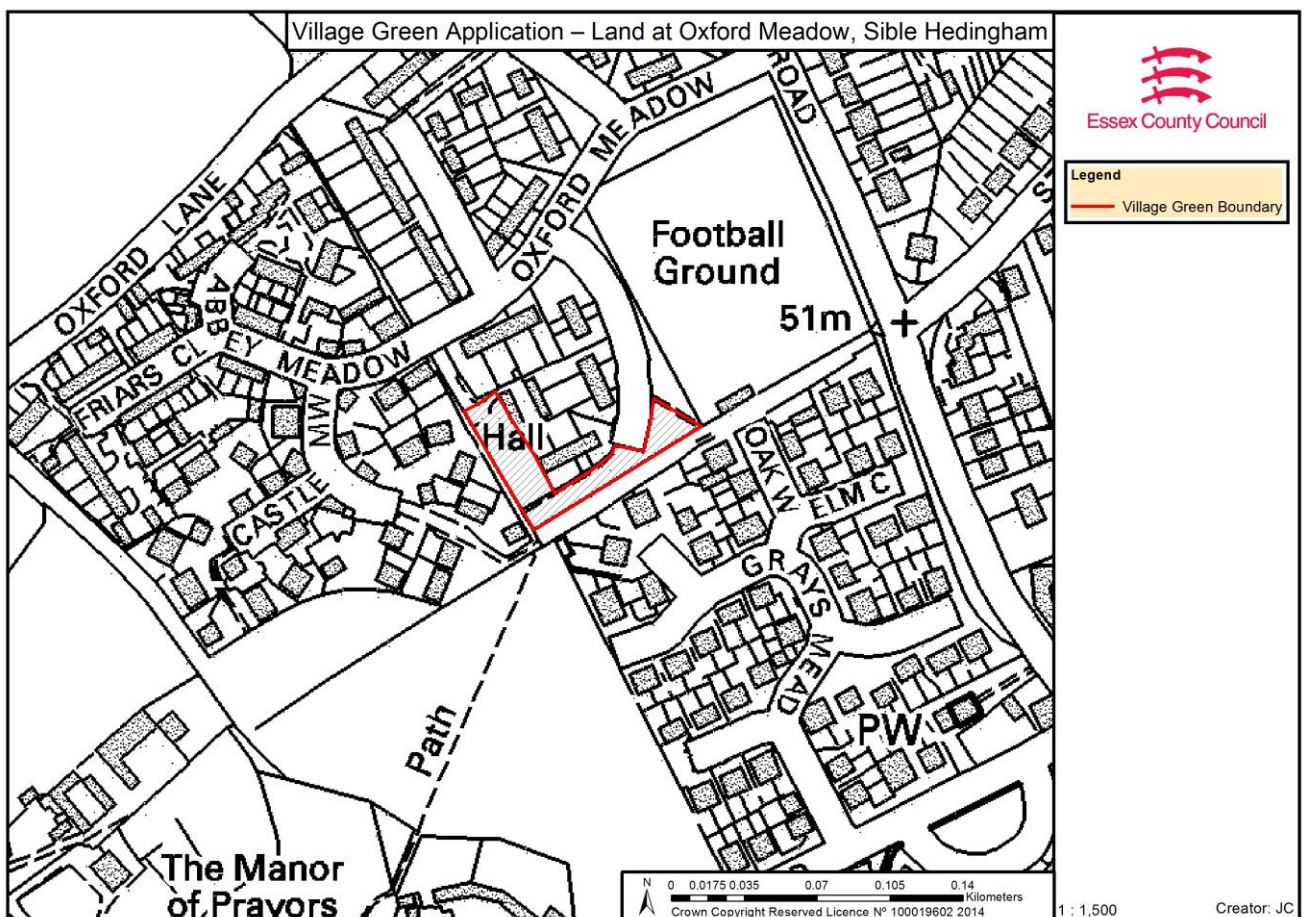 Village Green Application – Land at Oxford Meadow, Sible Hedingham
Essex County Council
Legend
Village Green Boundary
ROAD
OXFORD MEADOW
OXFORD LANE
Football
Ground
51m
ABBEY MEADOW
FRIARS CL
Hall
CASTLE
OAK W
ELM C
GRAYS MEAD
Path
PW
The Manor
of Prayors
N
0 0.0175 0.035 0.07 0.105 0.14
Kilometers
Crown Copyright Reserved Licence Nº 100019602 2014
1 : 1,500
Creator: JC